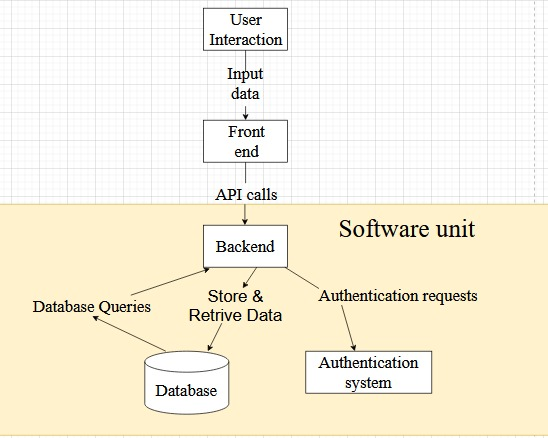 User
Interaction
Input
data
Front
end
API calls
Software unit
Backend
Database Queries
Store &
Retrive Data
Authentication requests
Database
Authentication
system